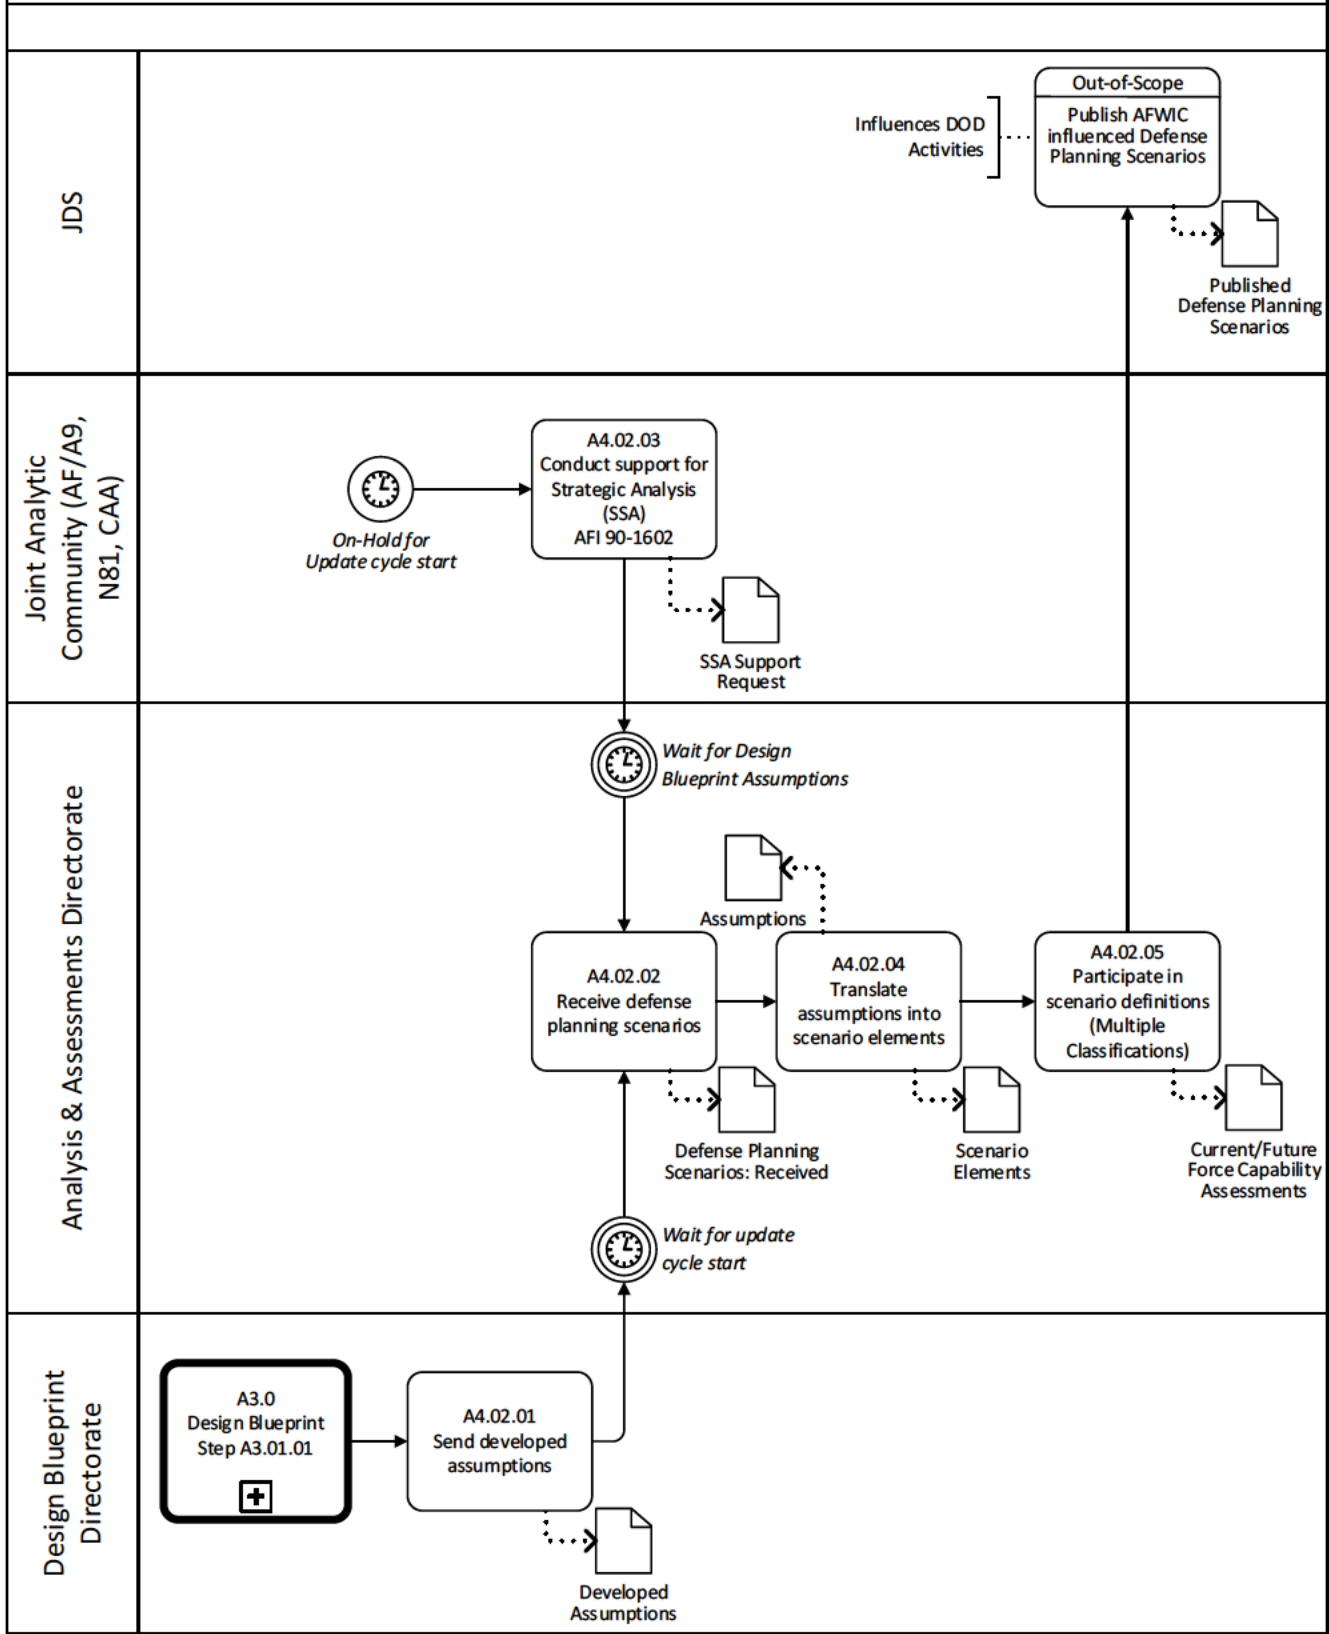 JDS
Out-of-Scope
Publish AFWIC
influenced Defense
Planning Scenarios
Influences DOD
Activities
Published
Defense Planning
Scenarios
Joint Analytic
Community (AF/A9,
N81, CAA)
On-Hold for
Update cycle start
A4.02.03
Conduct support for
Strategic Analysis
(SSA)
AFI 90-1602
SSA Support
Request
Analysis & Assessments Directorate
Wait for Design
Blueprint Assumptions
Assumptions
A4.02.02
Receive defense
planning scenarios
A4.02.04
Translate
assumptions into
scenario elements
A4.02.05
Participate in
scenario definitions
(Multiple
Classifications)
Defense Planning
Scenarios: Received
Scenario
Elements
Current/Future
Force Capability
Assessments
Wait for update
cycle start
Design Blueprint
Directorate
A3.0
Design Blueprint
Step A3.01.01
A4.02.01
Send developed
assumptions
Developed
Assumptions